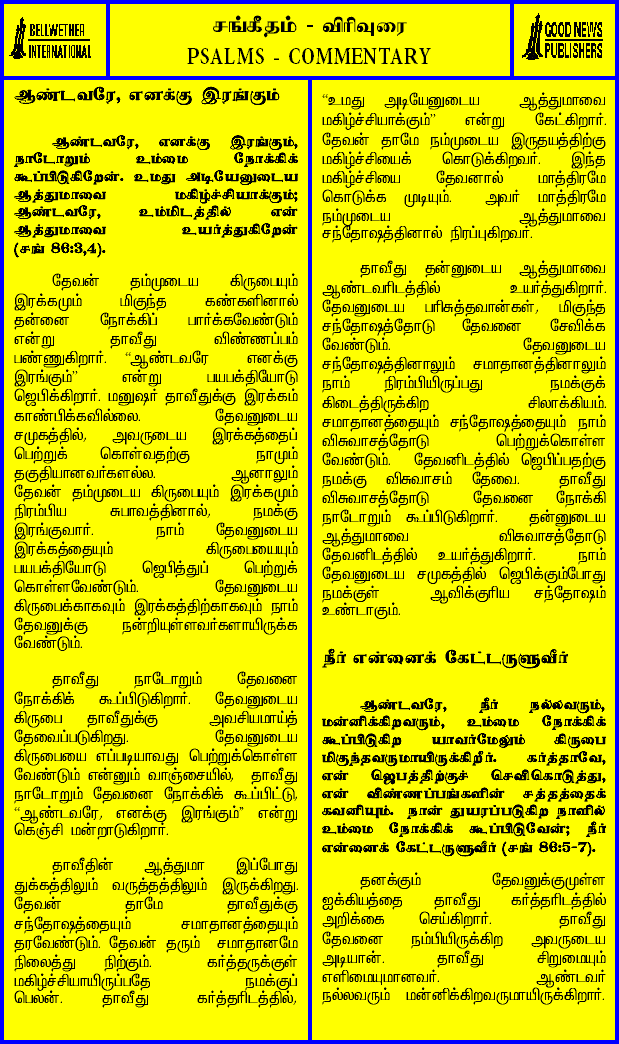 BELLWETHER
INTERNATIONAL
சங்கீதம் - விரிவுரை
PSALMS - COMMENTARY
GOOD NEWS
PUBLISHERS
ஆண்டவரே, எனக்கு இரங்கும்
ஆண்டவரே, எனக்கு இரங்கும்,
நாடோறும் உம்மை நோக்கிக்
கூப்பிடுகிறேன். உமது அடியேனுடைய
ஆத்துமாவை மகிழ்ச்சியாக்கும்;
ஆண்டவரே, உம்மிடத்தில் என்
ஆத்துமாவை உயர்த்துகிறேன்
(சங் 86:3,4).
தேவன் தம்முடைய கிருபையும்
இரக்கமும் மிகுந்த கண்களினால்
தன்னை நோக்கிப் பார்க்கவேண்டும்
என்று தாவீது விண்ணப்பம்
பண்ணுகிறார். “ஆண்டவரே எனக்கு
இரங்கும்” என்று பயபக்தியோடு
ஜெபிக்கிறார். மனுஷர் தாவீதுக்கு இரக்கம்
காண்பிக்கவில்லை. தேவனுடைய
சமுகத்தில், அவருடைய இரக்கத்தைப்
பெற்றுக் கொள்வதற்கு நாமும்
தகுதியானவர்களல்ல. ஆனாலும்
தேவன் தம்முடைய கிருபையும் இரக்கமும்
நிரம்பிய சுபாவத்தினால், நமக்கு
இரங்குவார். நாம் தேவனுடைய
இரக்கத்தையும் கிருபையையும்
பயபக்தியோடு ஜெபித்துப் பெற்றுக்
கொள்ளவேண்டும். தேவனுடைய
கிருபைக்காகவும் இரக்கத்திற்காகவும் நாம்
தேவனுக்கு நன்றியுள்ளவர்களாயிருக்க
வேண்டும்.
தாவீது நாடோறும் தேவனை
நோக்கிக் கூப்பிடுகிறார். தேவனுடைய
கிருபை தாவீதுக்கு அவசியமாய்த்
தேவைப்படுகிறது. தேவனுடைய
கிருபையை எப்படியாவது பெற்றுக்கொள்ள
வேண்டும் என்னும் வாஞ்சையில், தாவீது
நாடோறும் தேவனை நோக்கி கூப்பிட்டு,
“ஆண்டவரே, எனக்கு இரங்கும்” என்று
கெஞ்சி மன்றாடுகிறார்.
தாவீதின் ஆத்துமா இப்போது
துக்கத்திலும் வருத்தத்திலும் இருக்கிறது.
தேவன் தாமே தாவீதுக்கு
சந்தோஷத்தையும் சமாதானத்தையும்
தரவேண்டும். தேவன் தரும் சமாதானமே
நிலைத்து நிற்கும். கர்த்தருக்குள்
மகிழ்ச்சியாயிருப்பதே நமக்குப்
பெலன். தாவீது கர்த்தரிடத்தில்,
“உமது அடியேனுடைய ஆத்துமாவை
மகிழ்ச்சியாக்கும்” என்று கேட்கிறார்.
தேவன் தாமே நம்முடைய இருதயத்திற்கு
மகிழ்ச்சியைக் கொடுக்கிறவர். இந்த
மகிழ்ச்சியை தேவனால் மாத்திரமே
கொடுக்க முடியும். அவர் மாத்திரமே
நம்முடைய ஆத்துமாவை
சந்தோஷத்தினால் நிரப்புகிறவர்.
தாவீது தன்னுடைய ஆத்துமாவை
ஆண்டவரிடத்தில் உயர்த்துகிறார்.
தேவனுடைய பரிசுத்தவான்கள், மிகுந்த
சந்தோஷத்தோடு தேவனை சேவிக்க
வேண்டும். தேவனுடைய
சந்தோஷத்தினாலும் சமாதானத்தினாலும்
நாம் நிரம்பியிருப்பது நமக்குக்
கிடைத்திருக்கிற சிலாக்கியம்.
சமாதானத்தையும் சந்தோஷத்தையும் நாம்
விசுவாசத்தோடு பெற்றுக்கொள்ள
வேண்டும். தேவனிடத்தில் ஜெபிப்பதற்கு
நமக்கு விசுவாசம் தேவை. தாவீது
விசுவாசத்தோடு தேவனை நோக்கி
நாடோறும் கூப்பிடுகிறார். தன்னுடைய
ஆத்துமாவை விசுவாசத்தோடு
தேவனிடத்தில் உயர்த்துகிறார். நாம்
தேவனுடைய சமுகத்தில் ஜெபிக்கும்போது
நமக்குள் ஆவிக்குரிய சந்தோஷம்
உண்டாகும்.
நீர் என்னைக் கேட்டருளுவீர்
ஆண்டவரே, நீர் நல்லவரும்,
மன்னிக்கிறவரும், உம்மை நோக்கிக்
கூப்பிடுகிற யாவர்மேலும் கிருபை
மிகுந்தவருமாயிருக்கிறீர். கர்த்தாவே,
என் ஜெபத்திற்குச் செவிகொடுத்து,
என் விண்ணப்பங்களின் சத்தத்தைக்
கவனியும். நான் துயரப்படுகிற நாளில்
உம்மை நோக்கிக் கூப்பிடுவேன்; நீர்
என்னைக் கேட்டருளுவீர் (சங் 86:5-7).
தனக்கும் தேவனுக்குமுள்ள
ஐக்கியத்தை தாவீது கர்த்தரிடத்தில்
அறிக்கை செய்கிறார். தாவீது
தேவனை நம்பியிருக்கிற அவருடைய
அடியான். தாவீது சிறுமையும்
எளிமையுமானவர். ஆண்டவர்
நல்லவரும் மன்னிக்கிறவருமாயிருக்கிறார்.